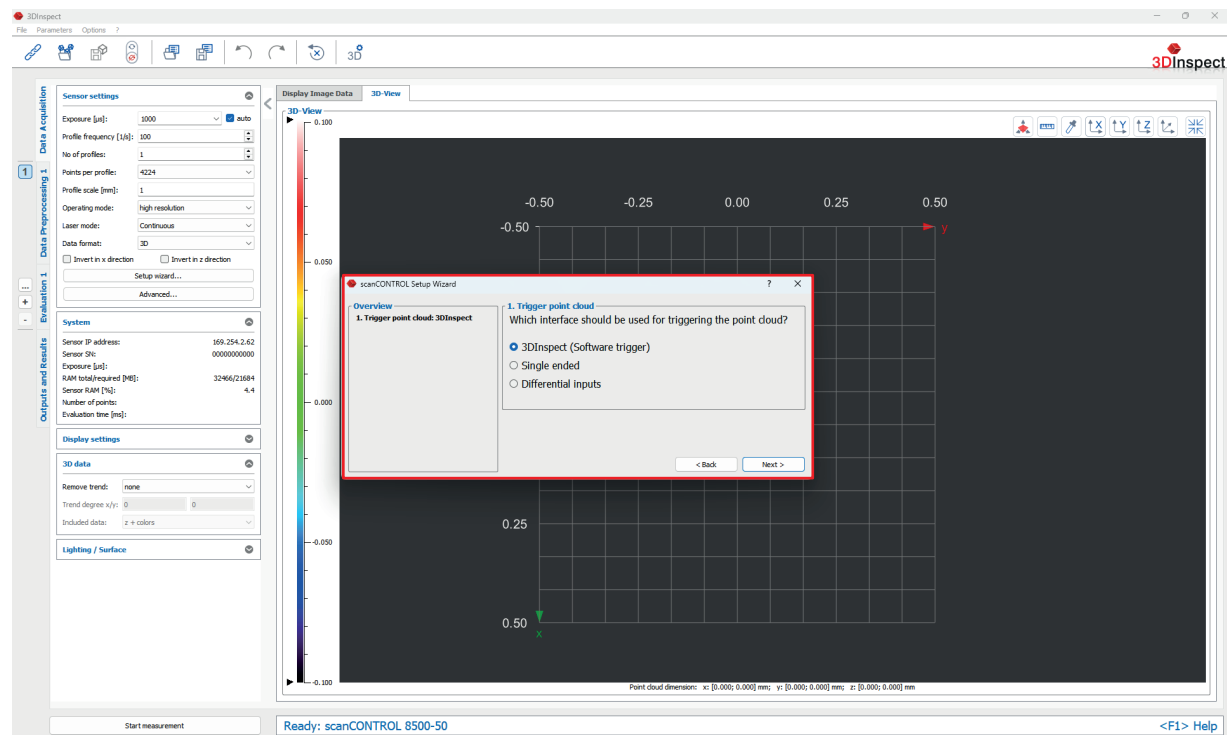 3DInspect
File Parameters Options ?
3D
3DInspect
Data Acquisition
Data Preprocessing 1
Evaluation 1
Outputs and Results
1
...
+
-
Sensor settings
Exposure [µs]: 1000 auto
Profile frequency [1/s]: 100
No of profiles: 1
Points per profile: 4224
Profile scale [mm]: 1
Operating mode: high resolution
Laser mode: Continuous
Data format: 3D
Invert in x direction Invert in z direction
Setup wizard...
Advanced...
System
Sensor IP address: 169.254.2.62
Sensor SN: 00000000000
Exposure [µs]:
RAM total/required [MB]: 32466/21684
Sensor RAM [%]: 4.4
Number of points:
Evaluation time [ms]:
Display settings
3D data
Remove trend: none
Trend degree x/y: 0 0
Included data: z + colors
Lighting / Surface
Start measurement
Display Image Data 3D-View
3D-View
0.100
0.050
0.000
-0.050
-0.100
X Y Z
-0.50 -0.25 0.00 0.25 0.50
-0.50 y
0.25
0.50
x
scanCONTROL Setup Wizard ? ×
Overview
1. Trigger point cloud: 3DInspect
1. Trigger point cloud
Which interface should be used for triggering the point cloud?
3DInspect (Software trigger)
Single ended
Differential inputs
< Back Next >
Point cloud dimension: x: [0.000; 0.000] mm; y: [0.000; 0.000] mm; z: [0.000; 0.000] mm
Ready: scanCONTROL 8500-50 <F1> Help